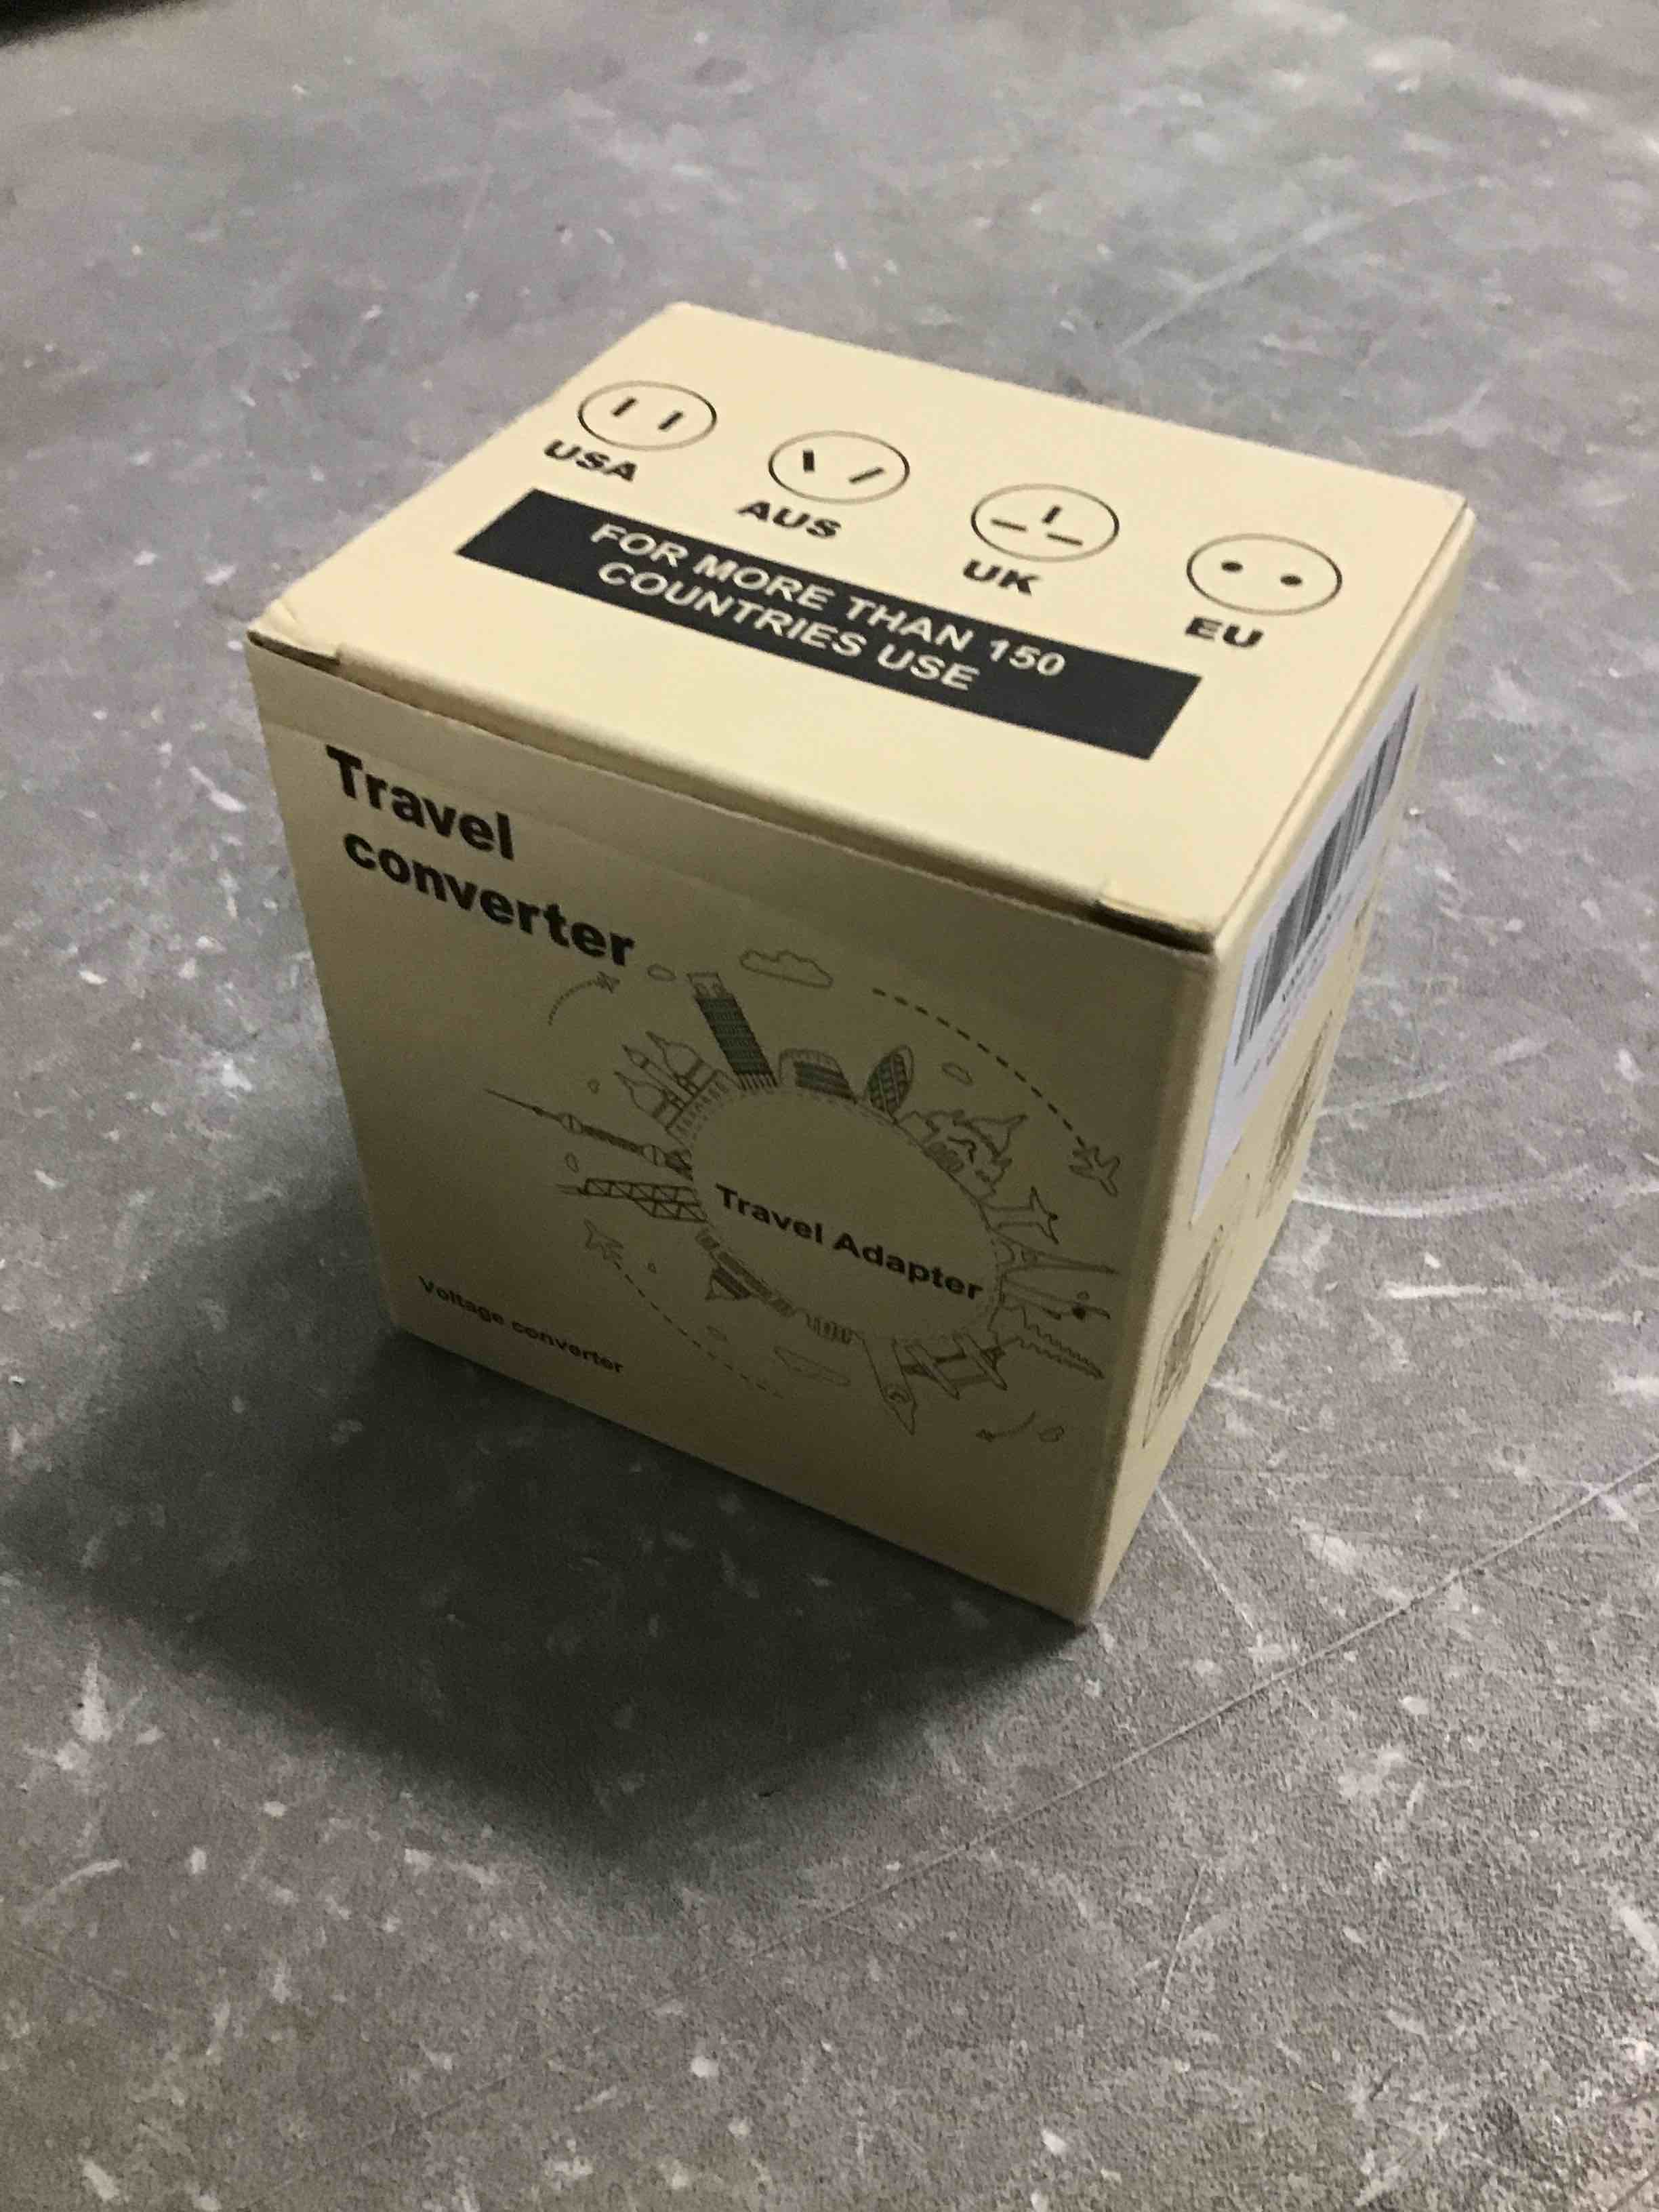 USA
AUS
UK
EU
FOR MORE THAN 150
COUNTRIES USE
Travel
converter
Travel Adapter
Voltage converter